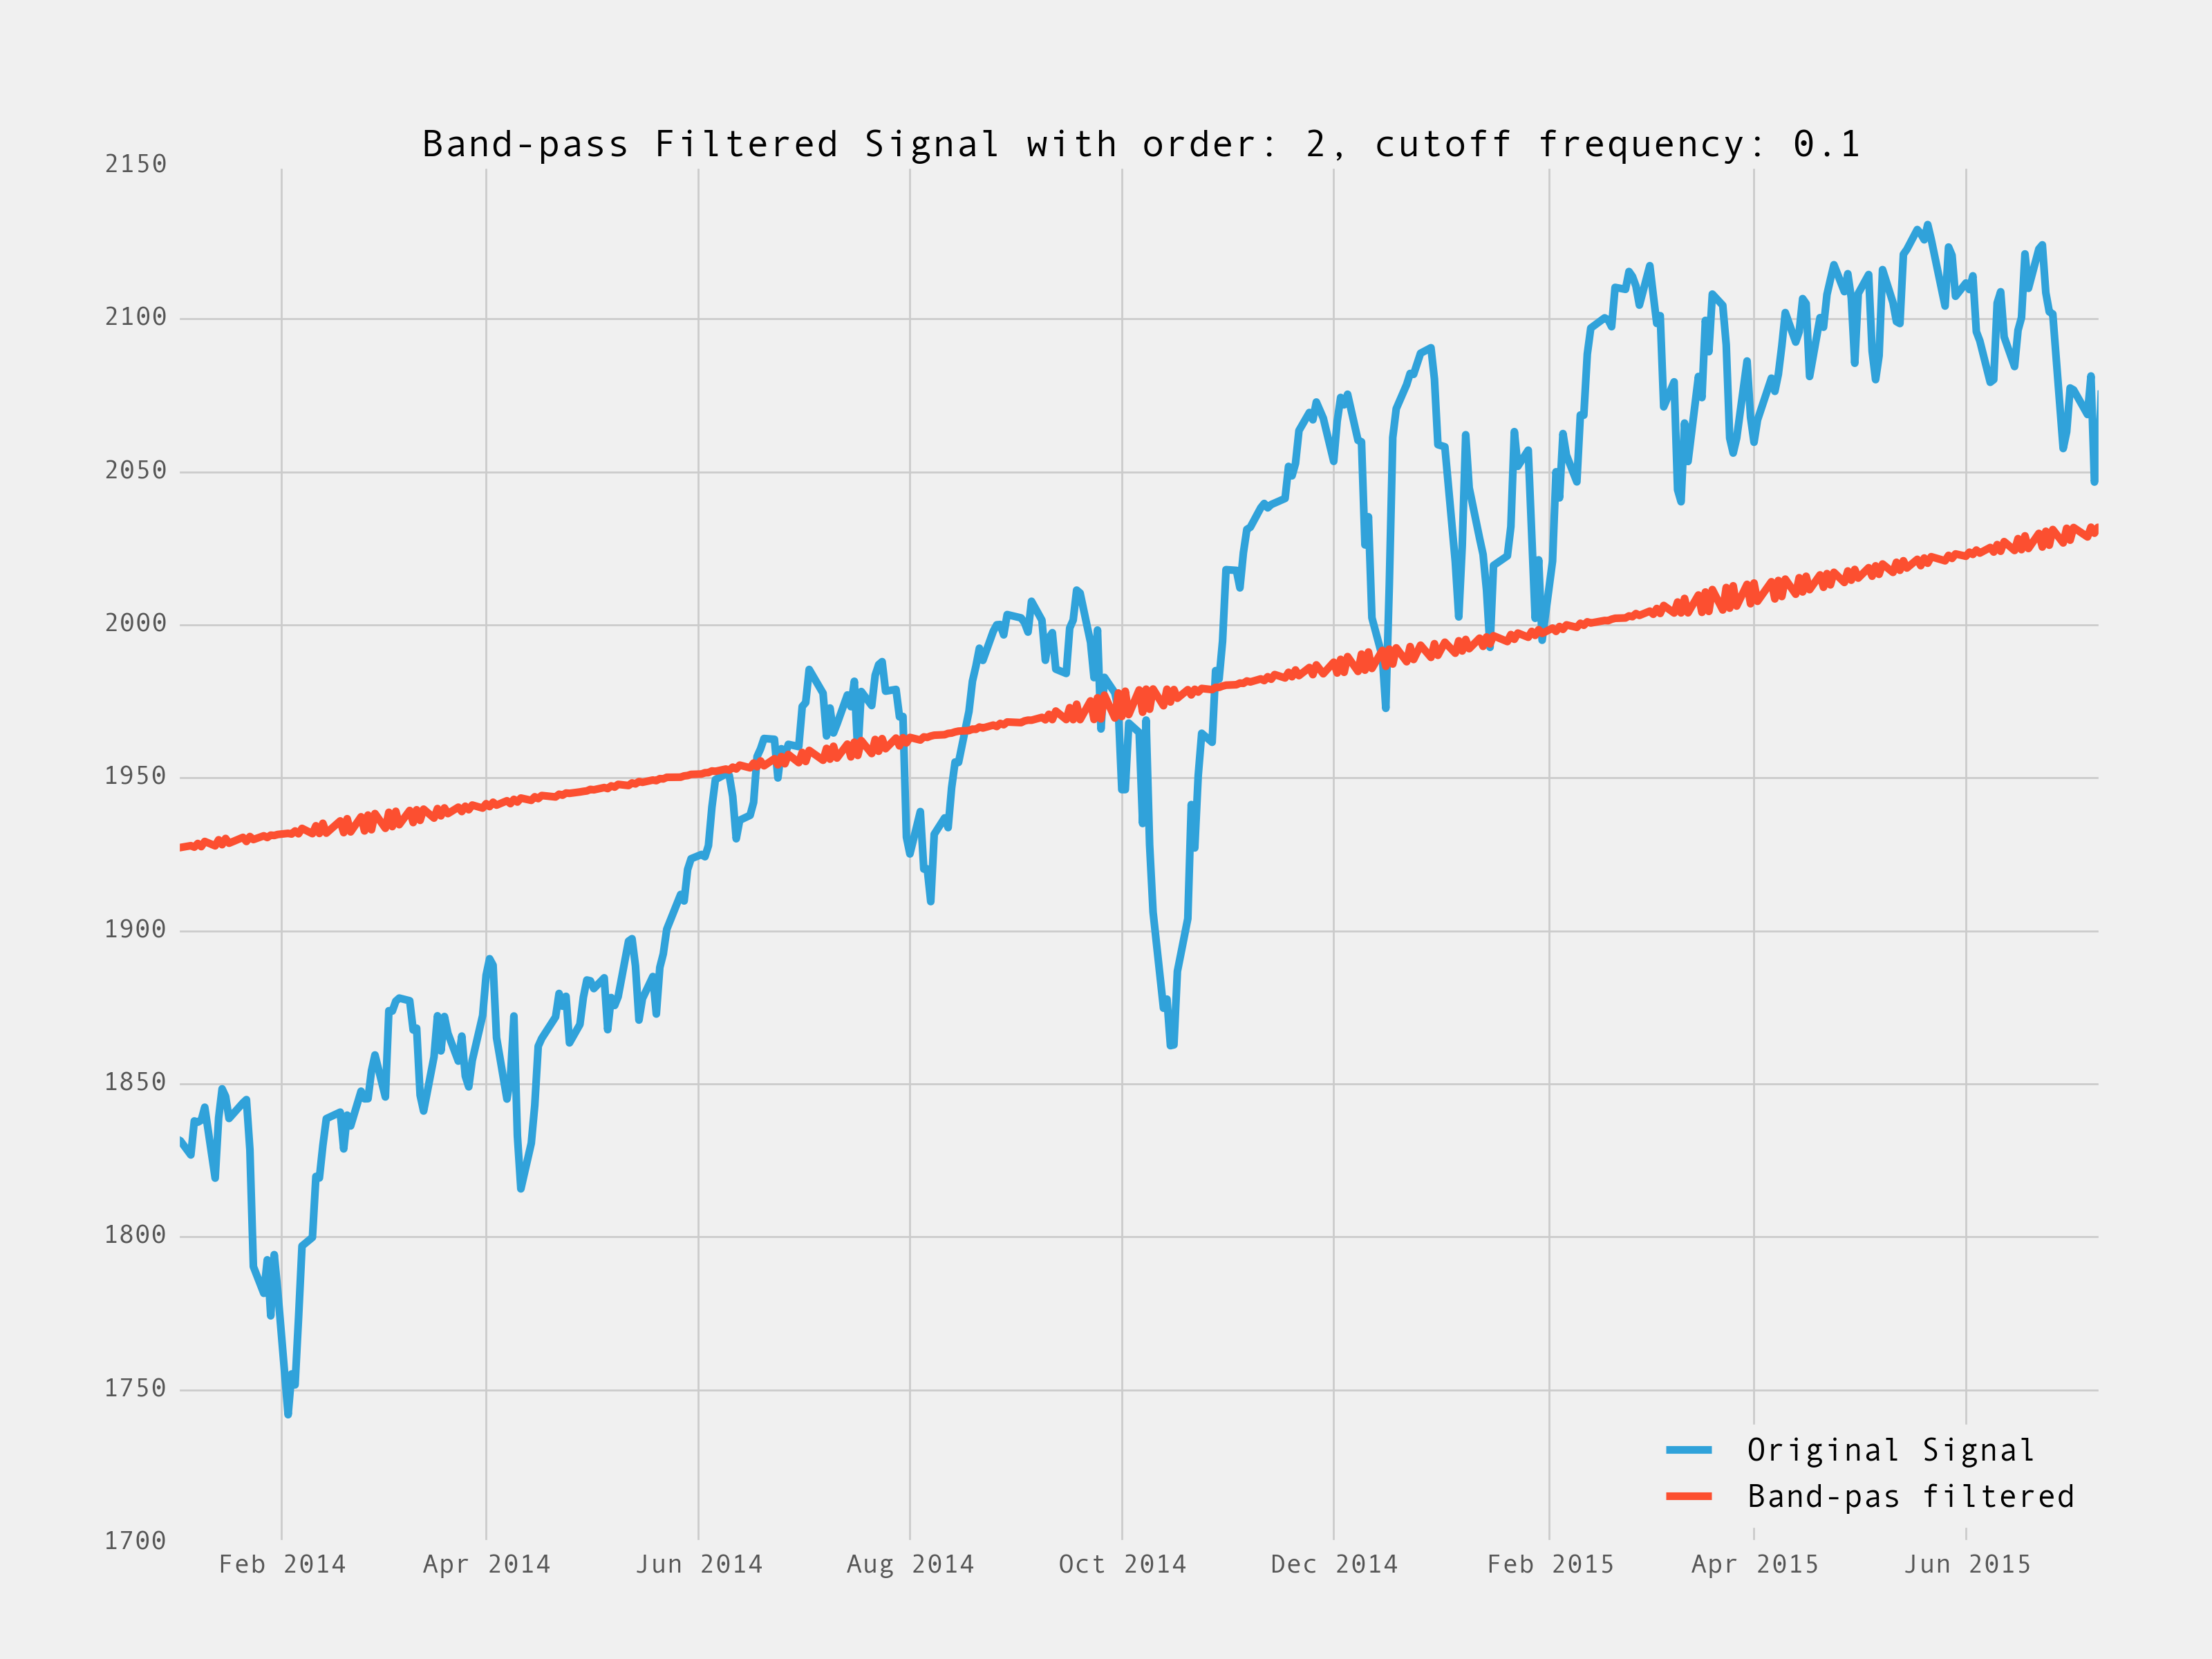 Band-pass Filtered Signal with order: 2, cutoff frequency: 0.1
2150
2100
2050
2000
1950
1900
1850
1800
1750
1700
Original Signal
Band-pas filtered
Feb 2014 Apr 2014 Jun 2014 Aug 2014 Oct 2014 Dec 2014 Feb 2015 Apr 2015 Jun 2015